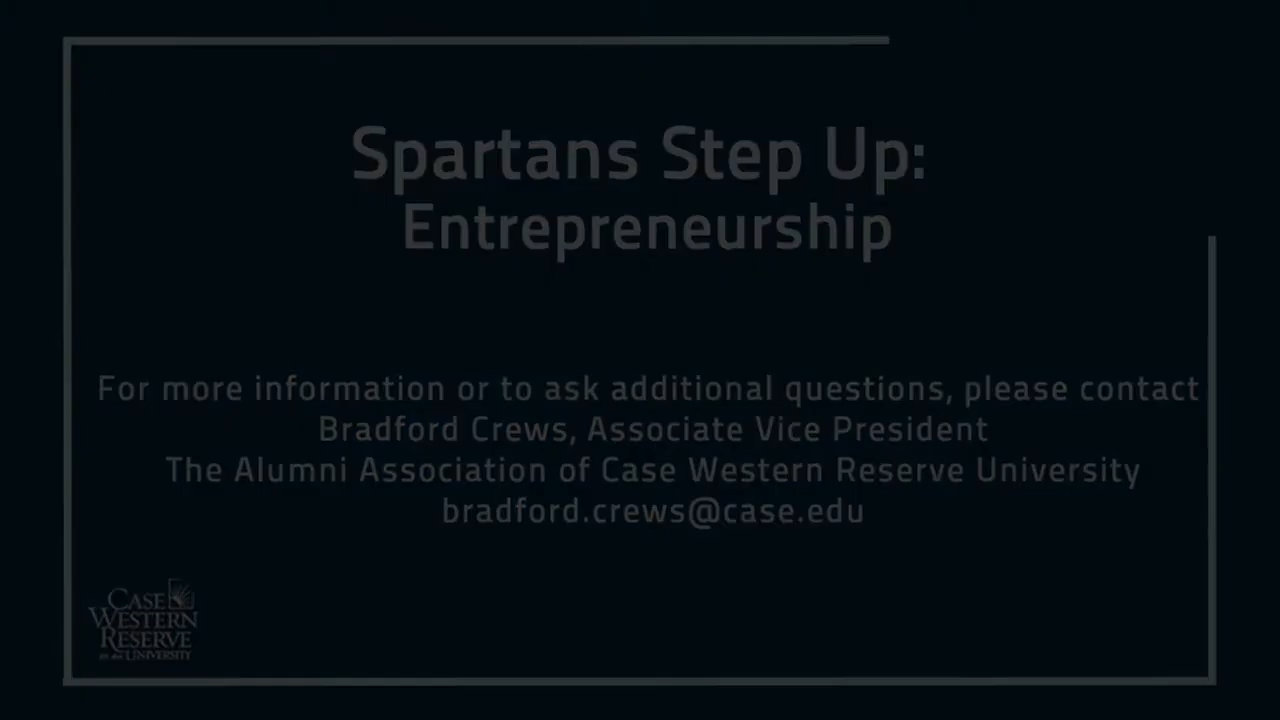 Spartans Step Up:
Entrepreneurship
For more information or to ask additional questions, please contact
Bradford Crews, Associate Vice President
The Alumni Association of Case Western Reserve University
bradford.crews@case.edu
CASE
WESTERN
RESERVE
UNIVERSITY